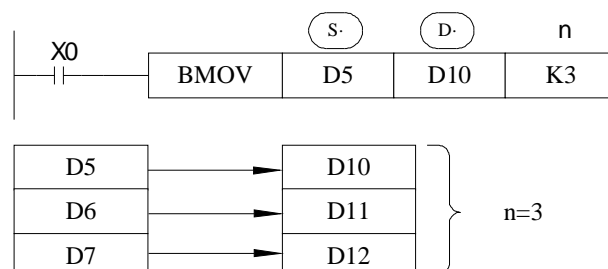 S· D· n
X0
BMOV D5 D10 K3
D5 D10
D6 D11 n=3
D7 D12